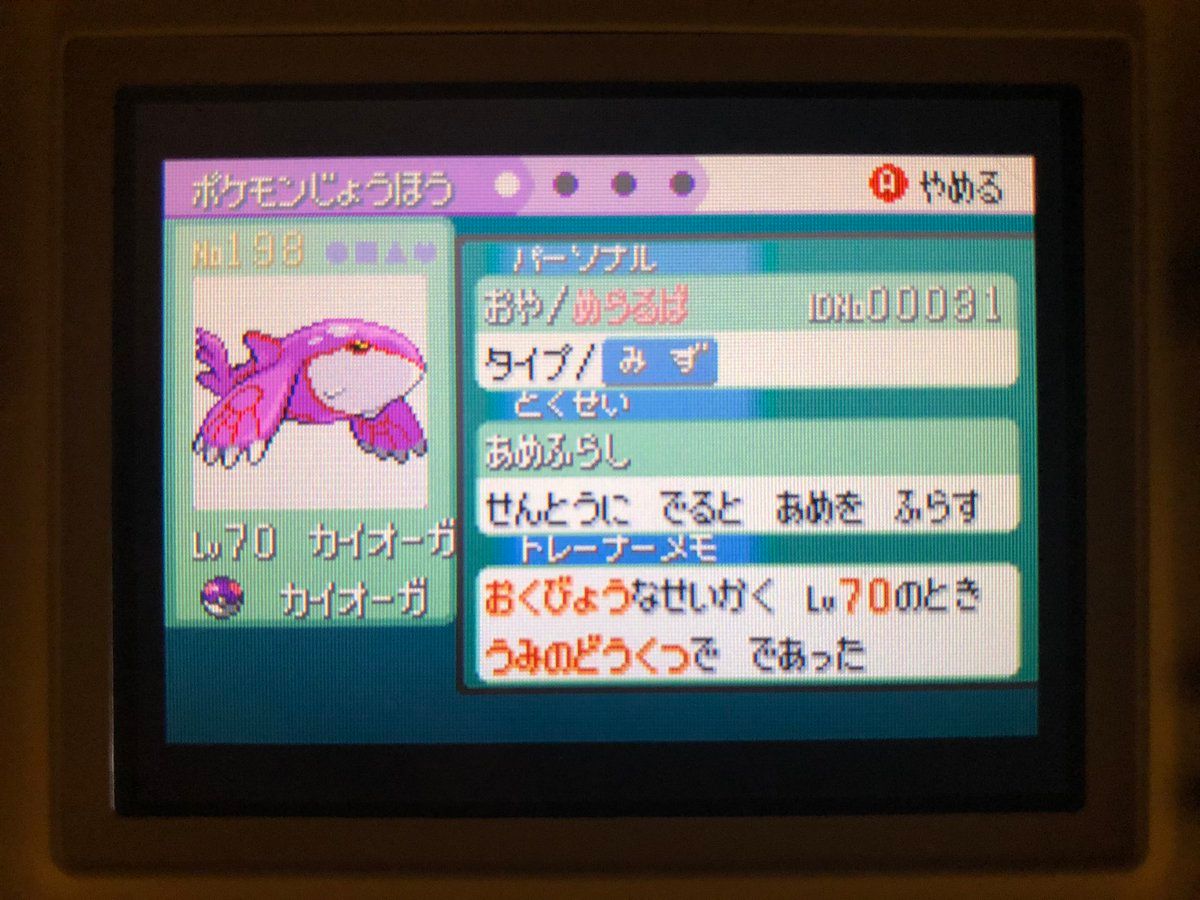 ポケモンじょうほう
Aやめる
No198
Lv70 カイオーガ
カイオーガ
パーソナル
おや/めらるば IDNo00031
タイプ/みず
とくせい
あめふらし
せんとうに でると あめを ふらす
トレーナーメモ
おくびょうなせいかく Lv70のとき
うみのどうくつで であった